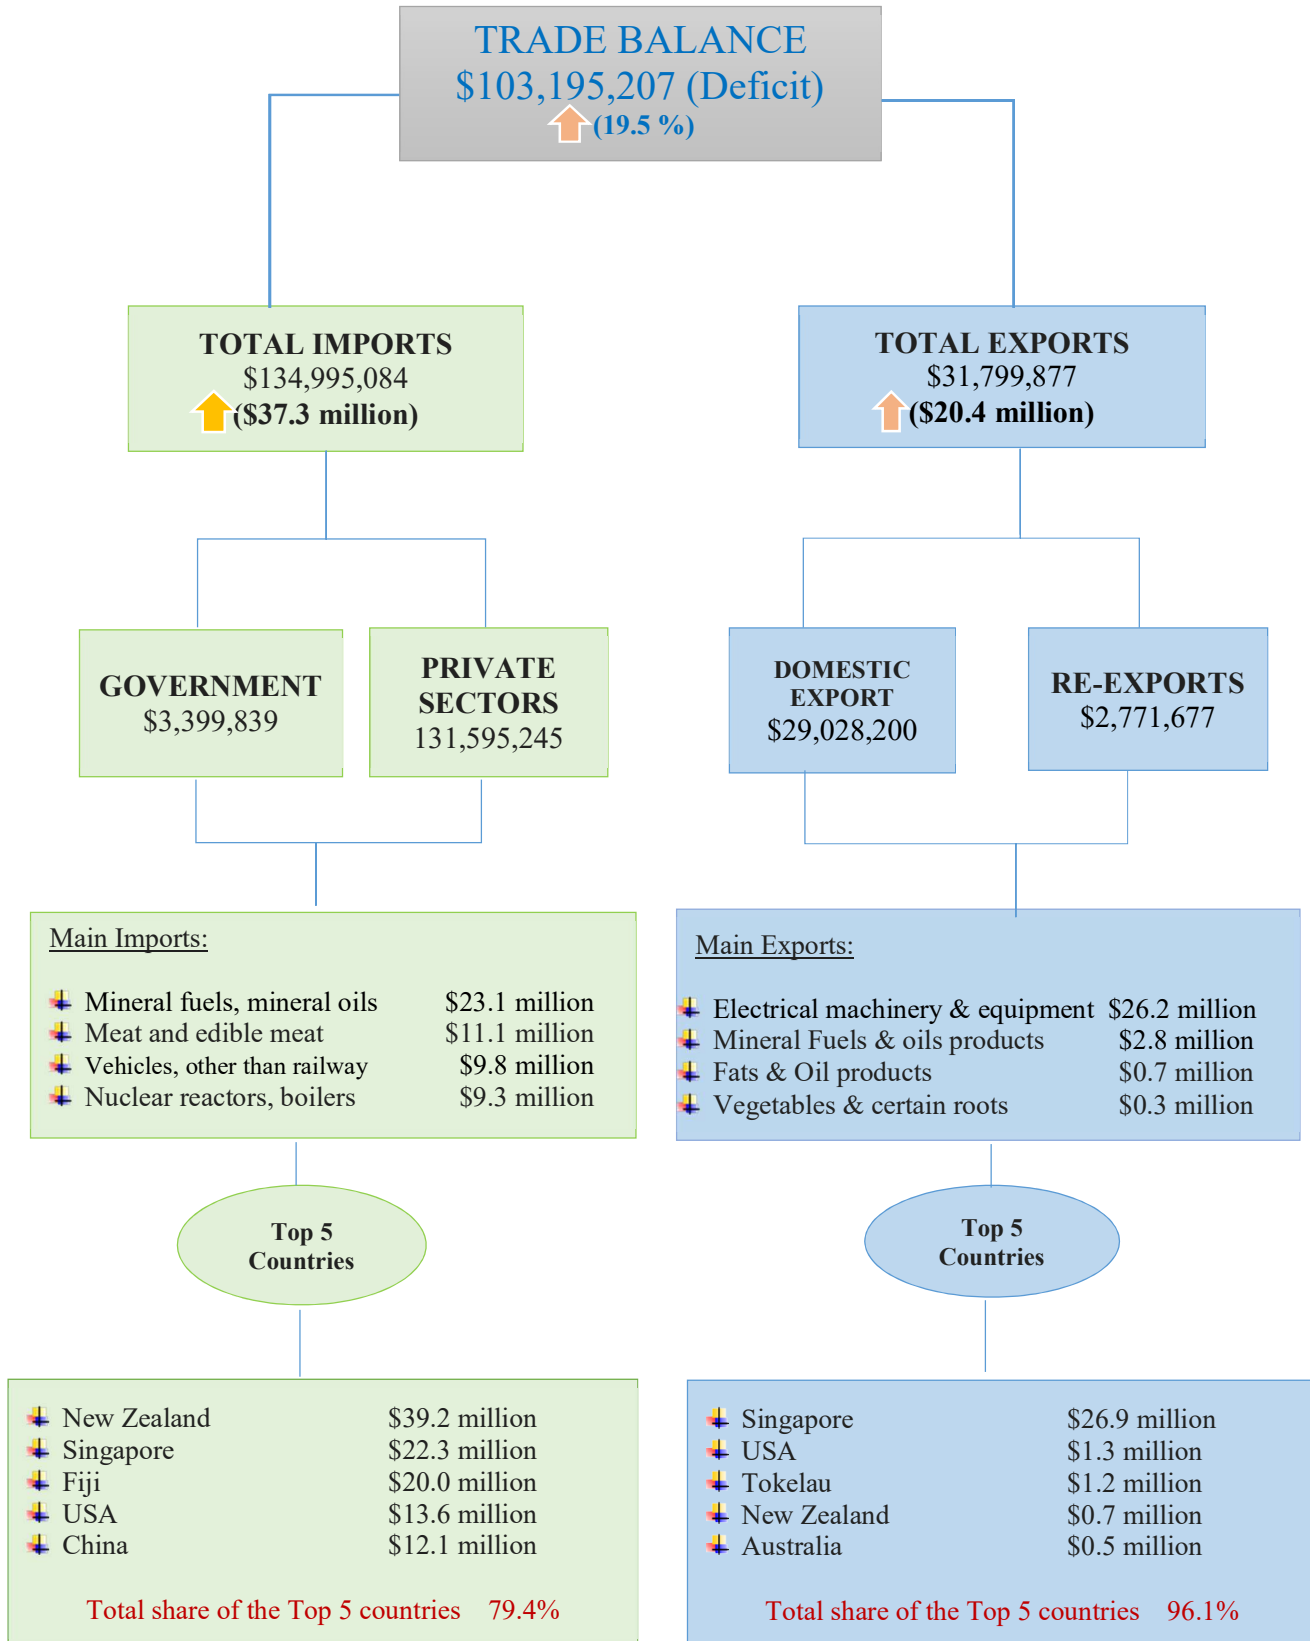 TRADE BALANCE
$103,195,207 (Deficit)
(19.5 %)
TOTAL IMPORTS
$134,995,084
($37.3 million)
TOTAL EXPORTS
$31,799,877
($20.4 million)
GOVERNMENT
$3,399,839
PRIVATE
SECTORS
131,595,245
DOMESTIC
EXPORT
$29,028,200
RE-EXPORTS
$2,771,677
Main Imports:
Mineral fuels, mineral oils $23.1 million
Meat and edible meat $11.1 million
Vehicles, other than railway $9.8 million
Nuclear reactors, boilers $9.3 million
Main Exports:
Electrical machinery & equipment $26.2 million
Mineral Fuels & oils products $2.8 million
Fats & Oil products $0.7 million
Vegetables & certain roots $0.3 million
Top 5
Countries
Top 5
Countries
New Zealand $39.2 million
Singapore $22.3 million
Fiji $20.0 million
USA $13.6 million
China $12.1 million
Total share of the Top 5 countries 79.4%
Singapore $26.9 million
USA $1.3 million
Tokelau $1.2 million
New Zealand $0.7 million
Australia $0.5 million
Total share of the Top 5 countries 96.1%